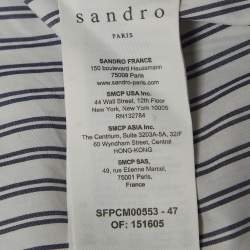 sandro
PARIS
SANDRO FRANCE
150 boulevard Haussmann
75008 Paris
www.sandro-paris.com
SMCP USA Inc.
44 Wall Street, 12th Floor
New York, New York 10005
RN132784
SMCP ASIA Inc.
The Centrium, Suite 3203-5A, 32/F
60 Wyndham Street, Central
HONG-KONG
SMCP SAS,
49, rue Etienne Marcel,
75001 Paris,
France
SFPCM00553 - 47
OF: 151605